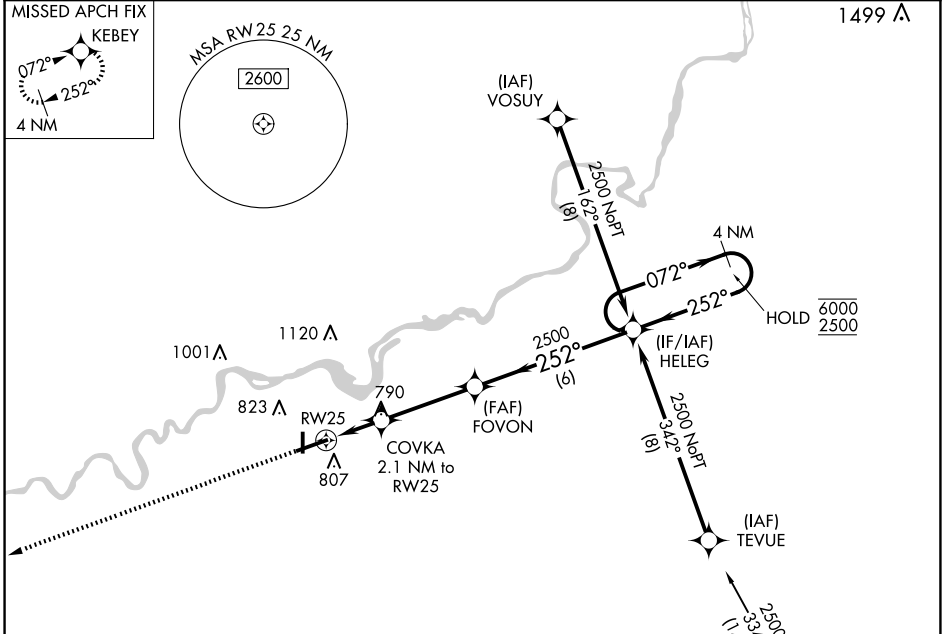 MISSED APCH FIX
KEBEY
072°
252°
4 NM
MSA RW25 25 NM
2600
1499
(IAF)
VOSUY
2500 NoPT
162°
(8)
4 NM
072°
252°
HOLD
6000
2500
(IF/IAF)
HELEG
2500
252°
(6)
1120
1001
790
823
RW25
(FAF)
FOVON
COVKA
2.1 NM to
RW25
807
2500 NoPT
342°
(8)
(IAF)
TEVUE
2500